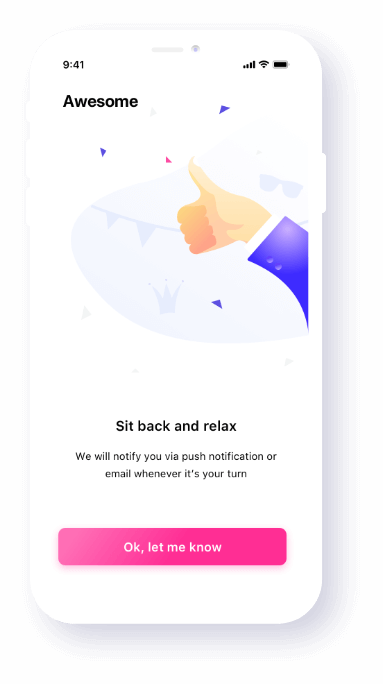 9:41
Awesome
Sit back and relax
We will notify you via push notification or
email whenever it's your turn
Ok, let me know